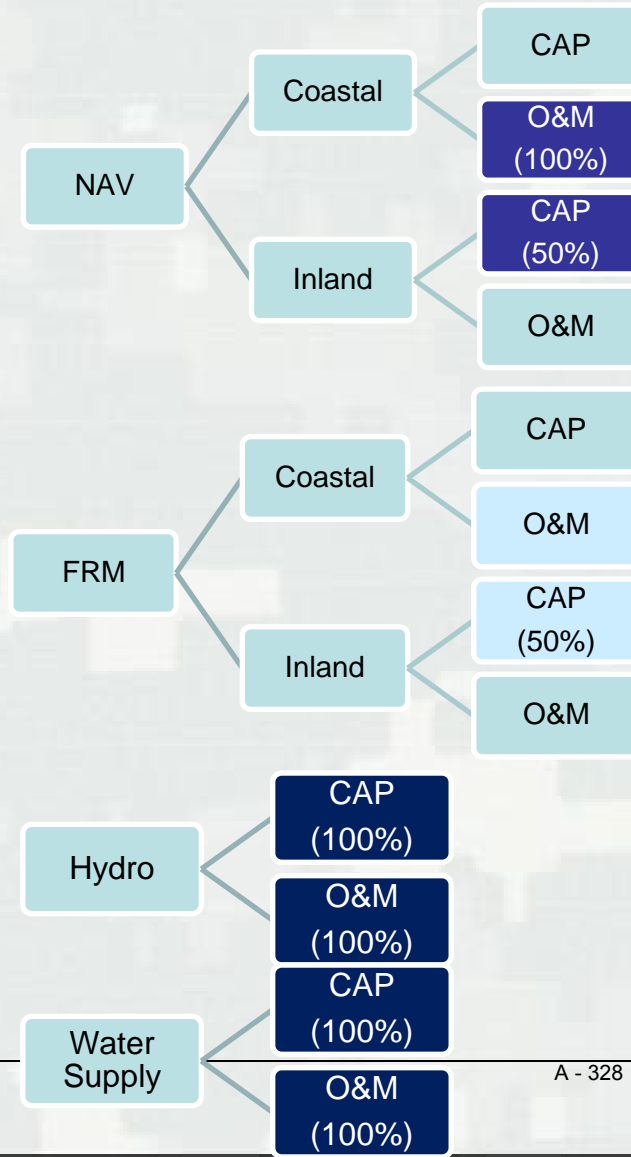 NAV
Coastal
CAP
O&M
(100%)
Inland
CAP
(50%)
O&M
FRM
Coastal
CAP
O&M
Inland
CAP
(50%)
O&M
Hydro
CAP
(100%)
O&M
(100%)
Water
Supply
CAP
(100%)
O&M
(100%)
A - 328